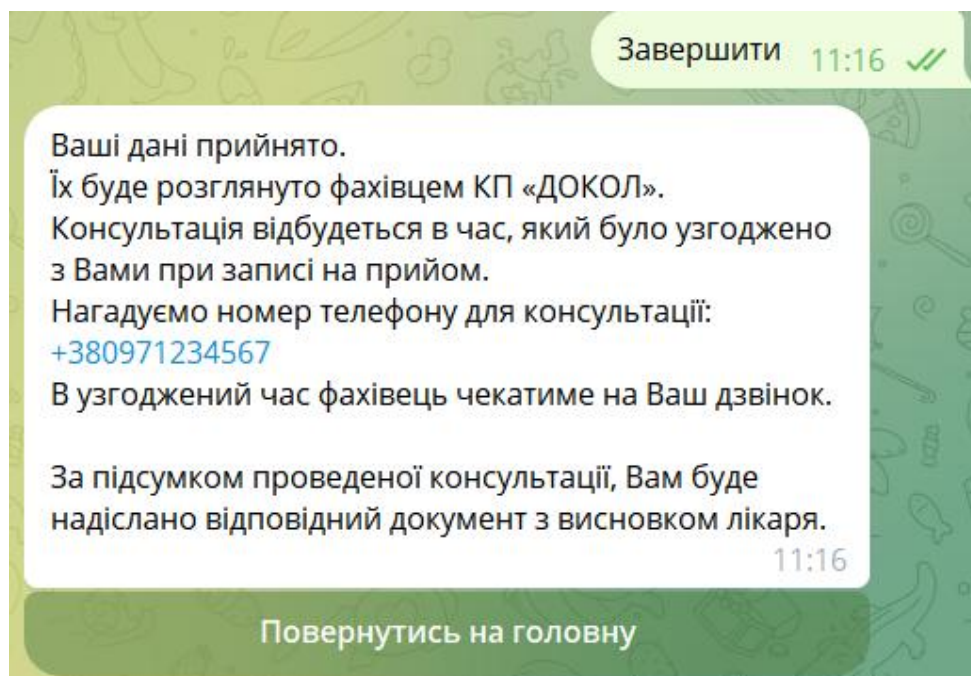 Завершити 11:16
Ваші дані прийнято.
Їх буде розглянуто фахівцем КП «ДОКОЛ».
Консультація відбудеться в час, який було узгоджено
з Вами при записі на прийом.
Нагадуємо номер телефону для консультації:
+380971234567
В узгоджений час фахівець чекатиме на Ваш дзвінок.
За підсумком проведеної консультації, Вам буде
надіслано відповідний документ з висновком лікаря.
11:16
Повернутись на головну